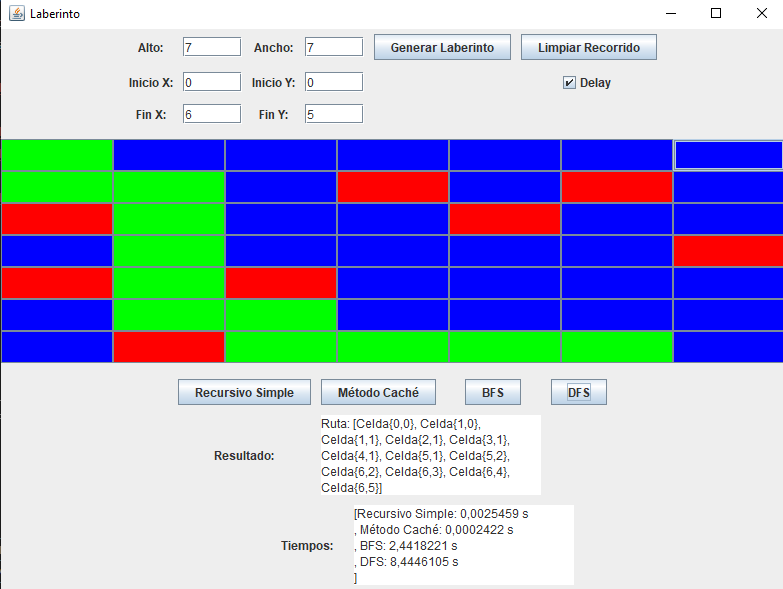 Laberinto
Alto: 7 Ancho: 7 Generar Laberinto Limpiar Recorrido
Inicio X: 0 Inicio Y: 0 Delay
Fin X: 6 Fin Y: 5
Recursivo Simple Método Caché BFS DFS
Resultado:
Ruta: [Celda{0,0}, Celda{1,0},
Celda{1,1}, Celda{2,1}, Celda{3,1},
Celda{4,1}, Celda{5,1}, Celda{5,2},
Celda{6,2}, Celda{6,3}, Celda{6,4},
Celda{6,5}]
Tiempos:
[Recursivo Simple: 0,0025459 s
, Método Caché: 0,0002422 s
, BFS: 2,4418221 s
, DFS: 8,4446105 s
]